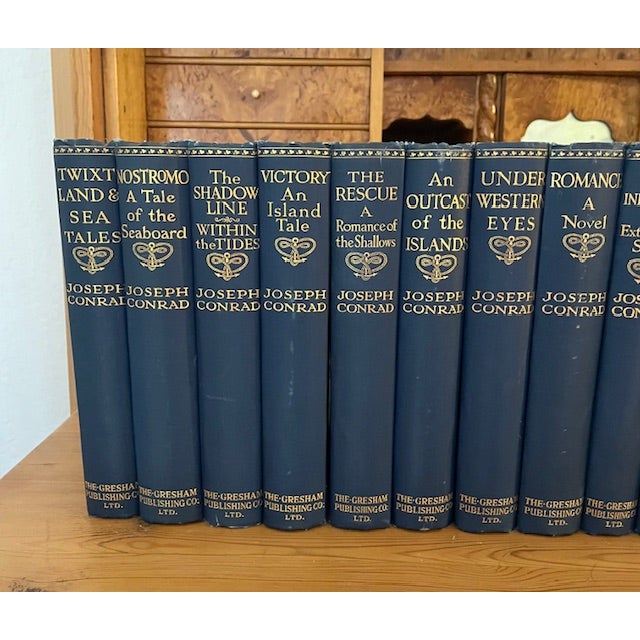 TWIXT
LAND &
SEA
TALES
JOSEPH
CONRAD
THE·GRESHAM
PUBLISHING·CO:
LTD.
NOSTROMO
A Tale
of the
Seaboard
JOSEPH
CONRAD
THE·GRESHAM
PUBLISHING CO:
LTD.
The
SHADOW
LINE
WITHIN
the TIDES
JOSEPH
CONRAD
THE·GRESHAM
PUBLISHING CO:
LTD.
VICTORY
An
Island
Tale
JOSEPH
CONRAD
THE·GRESHAM
PUBLISHING CO:
LTD.
THE
RESCUE
A
Romance of
the Shallows
JOSEPH
CONRAD
THE·GRESHAM
PUBLISHING CO:
LTD.
An
OUTCAST
of the
ISLANDS
JOSEPH
CONRAD
THE·GRESHAM
PUBLISHING CO:
LTD.
UNDER
WESTERN
EYES
JOSEPH
CONRAD
THE·GRESHAM
PUBLISHING CO:
LTD.
ROMANCE
A
Novel
JOSEPH
CONRAD
THE·GRESHAM
PUBLISHING CO:
LTD.